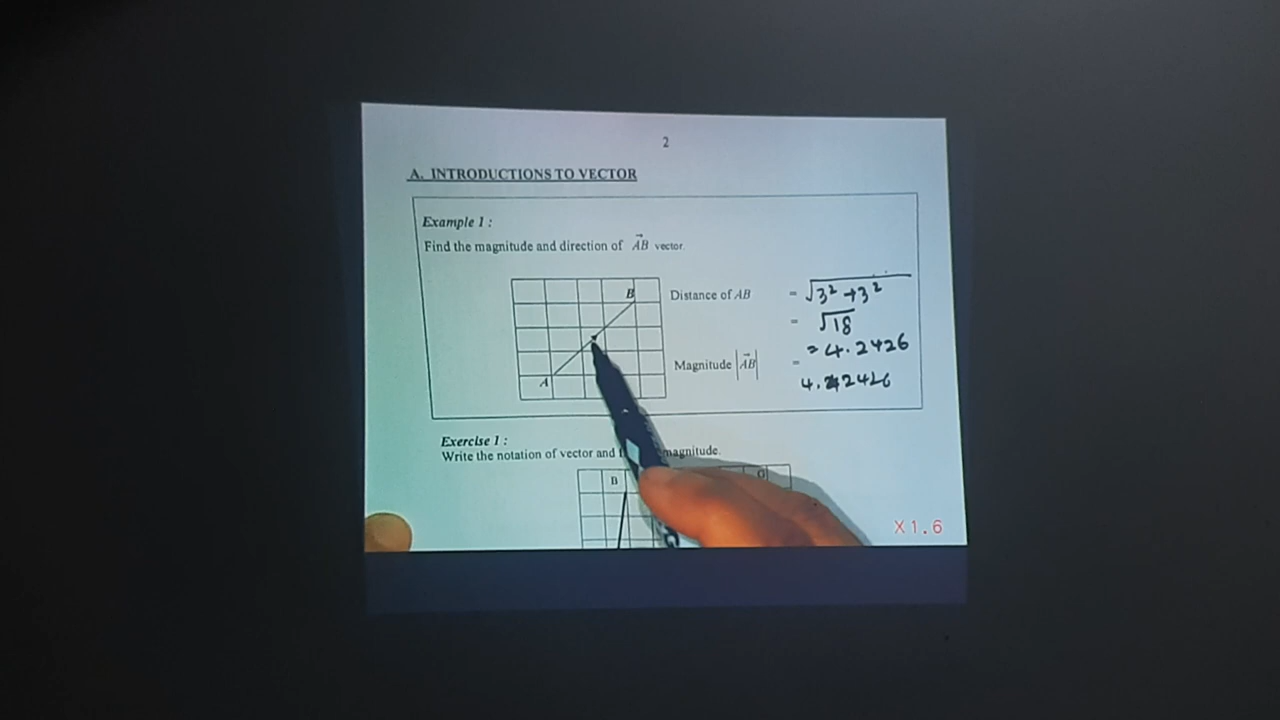 2
A. INTRODUCTIONS TO VECTOR
Example 1 :
Find the magnitude and direction of AB vector.
B
A
Distance of AB = √3² + 3²
= √18
= 4.2426
Magnitude |AB| =
4.2426
Exercise 1 :
Write the notation of vector and magnitude.
B
G
X1.6